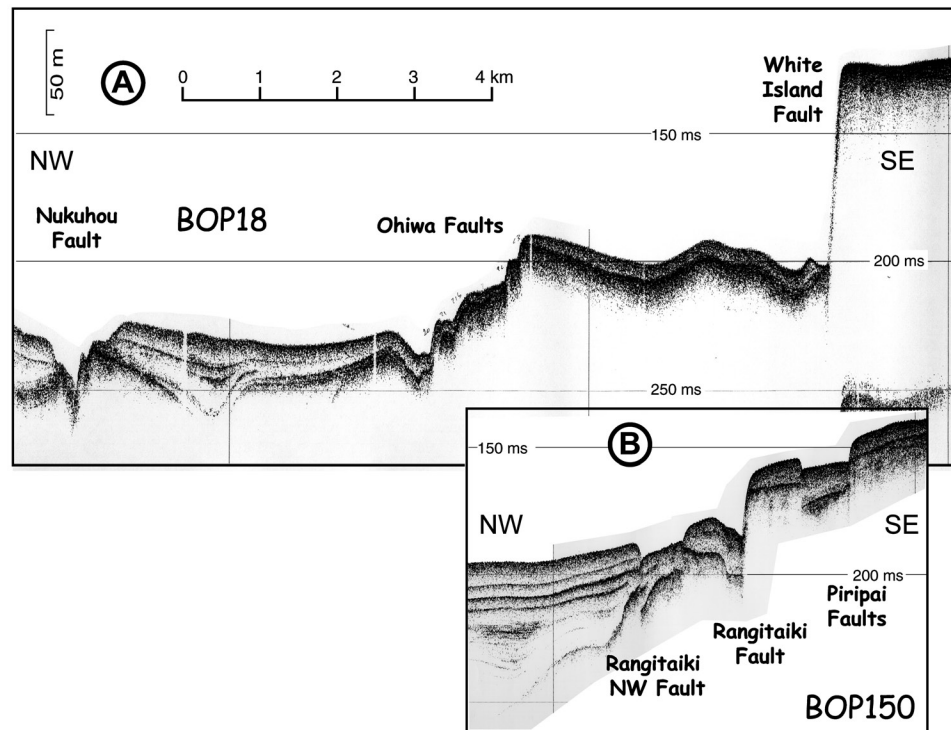 50 m
A
0 1 2 3 4 km
White
Island
Fault
150 ms
NW
SE
Nukuhou
Fault
BOP18
Ohiwa Faults
200 ms
250 ms
B
150 ms
NW
SE
200 ms
Piripai
Faults
Rangitaiki
Fault
Rangitaiki
NW Fault
BOP150